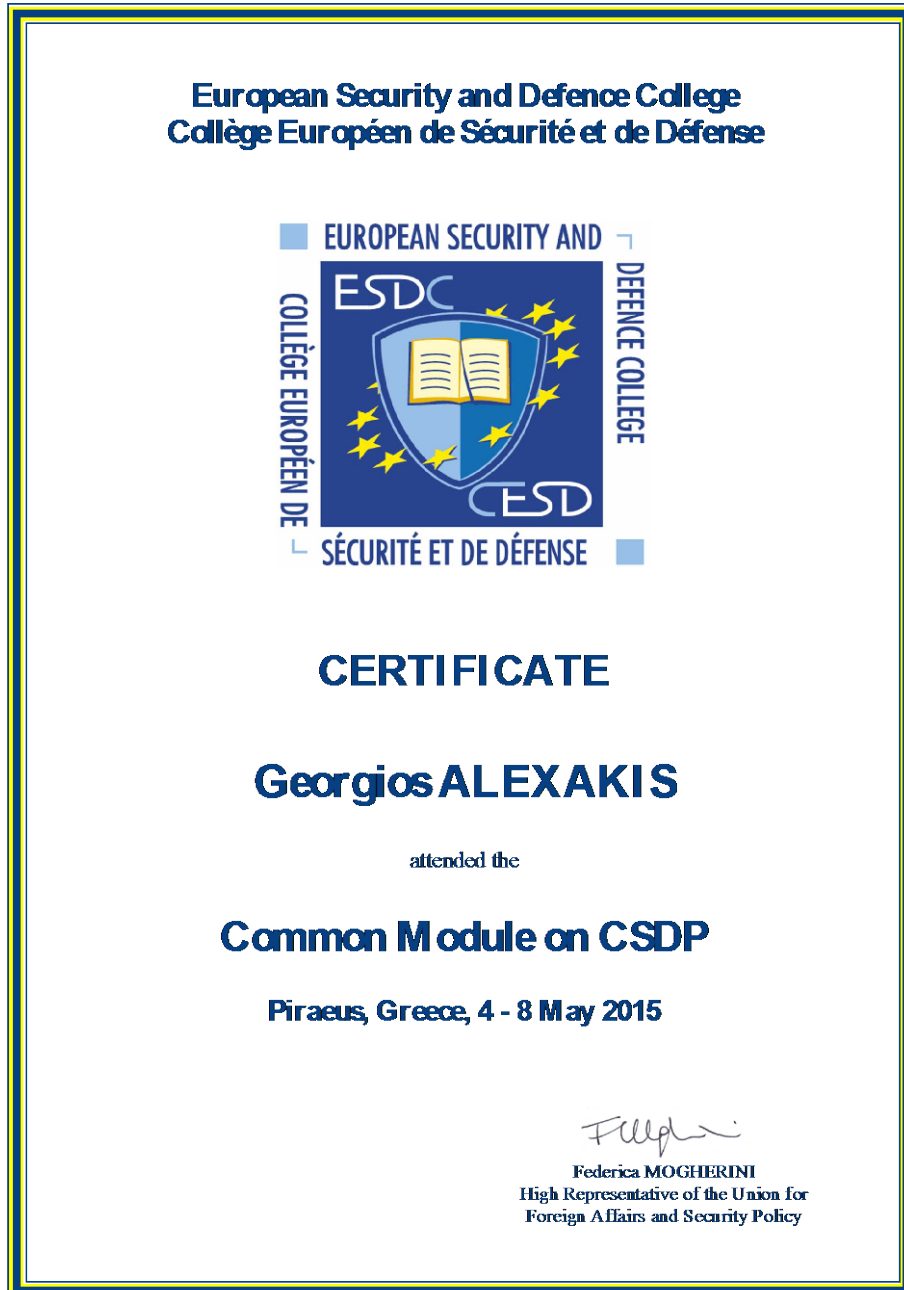 European Security and Defence College
Collège Européen de Sécurité et de Défense
EUROPEAN SECURITY AND
DEFENCE COLLEGE
COLLÈGE EUROPÉEN DE
SÉCURITÉ ET DE DÉFENSE
ESDC
CESD
CERTIFICATE
Georgios ALEXAKIS
attended the
Common Module on CSDP
Piraeus, Greece, 4 - 8 May 2015
Federica MOGHERINI
High Representative of the Union for
Foreign Affairs and Security Policy